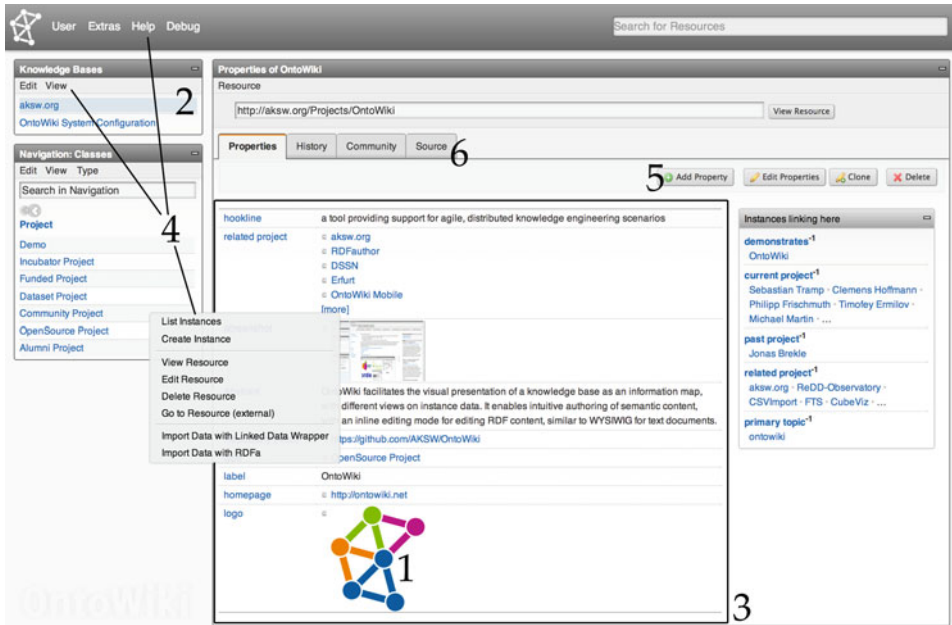 User Extras Help Debug
Search for Resources
Knowledge Bases
Edit View
aksw.org
OntoWiki System Configuration
2
Navigation: Classes
Edit View Type
Search in Navigation
Project
4
Demo
Incubator Project
Funded Project
Dataset Project
Community Project
OpenSource Project
Alumni Project
List Instances
Create Instance
View Resource
Edit Resource
Delete Resource
Go to Resource (external)
Import Data with Linked Data Wrapper
Import Data with RDFa
Properties of OntoWiki
Resource
http://aksw.org/Projects/OntoWiki
View Resource
Properties History Community Source
6
5
Add Property Edit Properties Clone Delete
hookline a tool providing support for agile, distributed knowledge engineering scenarios
related project aksw.org
RDFauthor
DSSN
Erfurt
OntoWiki Mobile
[more]
OntoWiki facilitates the visual presentation of a knowledge base as an information map,
different views on instance data. It enables intuitive authoring of semantic content,
an inline editing mode for editing RDF content, similar to WYSIWIG for text documents.
https://github.com/AKSW/OntoWiki
OpenSource Project
label OntoWiki
homepage http://ontowiki.net
logo
1
3
Instances linking here
demonstrates-1
OntoWiki
current project-1
Sebastian Tramp · Clemens Hoffmann ·
Philipp Frischmuth · Timofey Ermilov ·
Michael Martin · ...
past project-1
Jonas Brekle
related project-1
aksw.org · ReDD-Observatory ·
CSVImport · FTS · CubeViz · ...
primary topic-1
ontowiki
OntoWiki